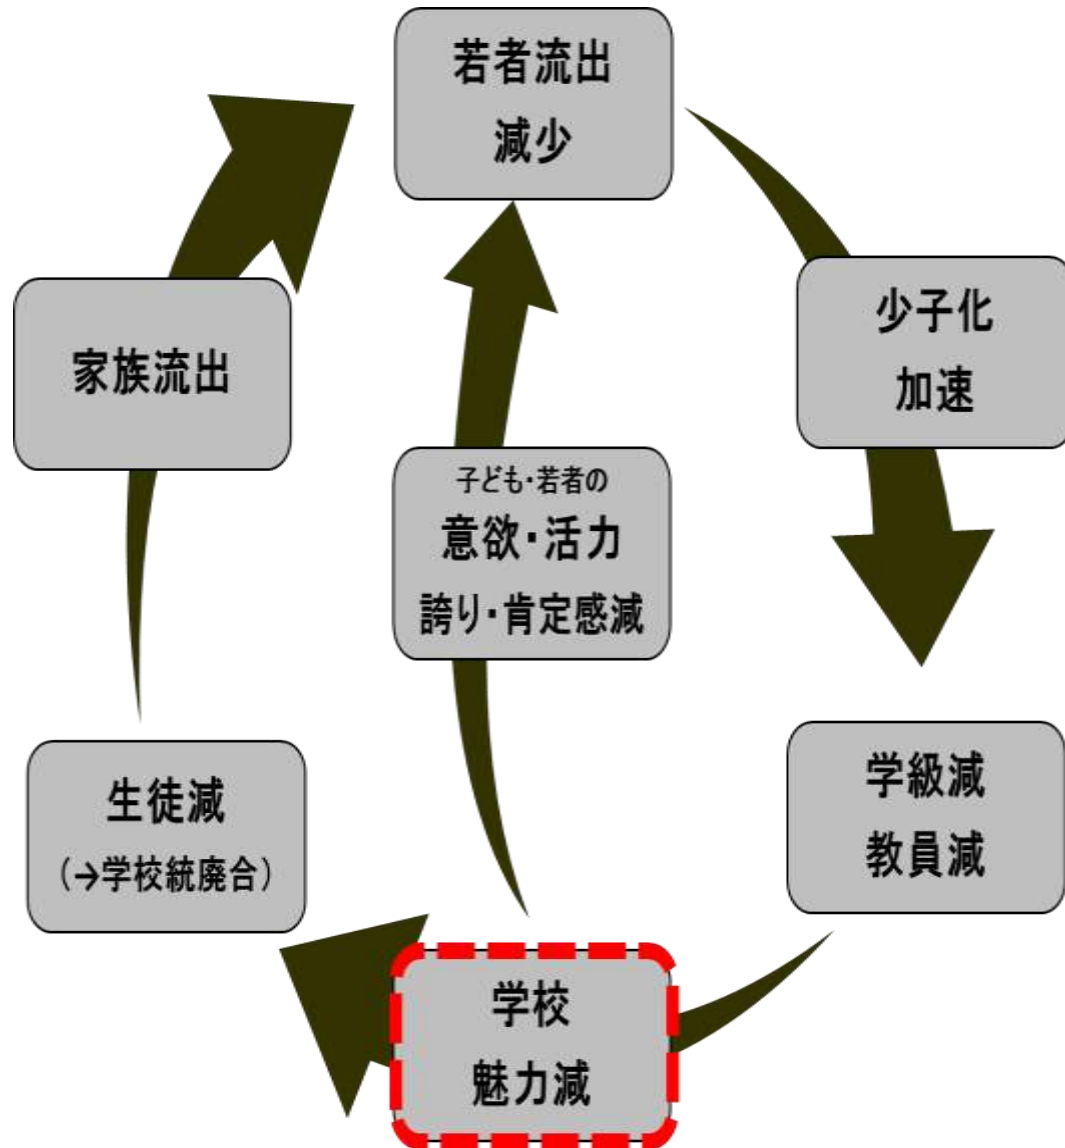 若者流出
減少
少子化
加速
家族流出
子ども・若者の
意欲・活力
誇り・肯定感減
学級減
教員減
生徒減
(→学校統廃合)
学校
魅力減